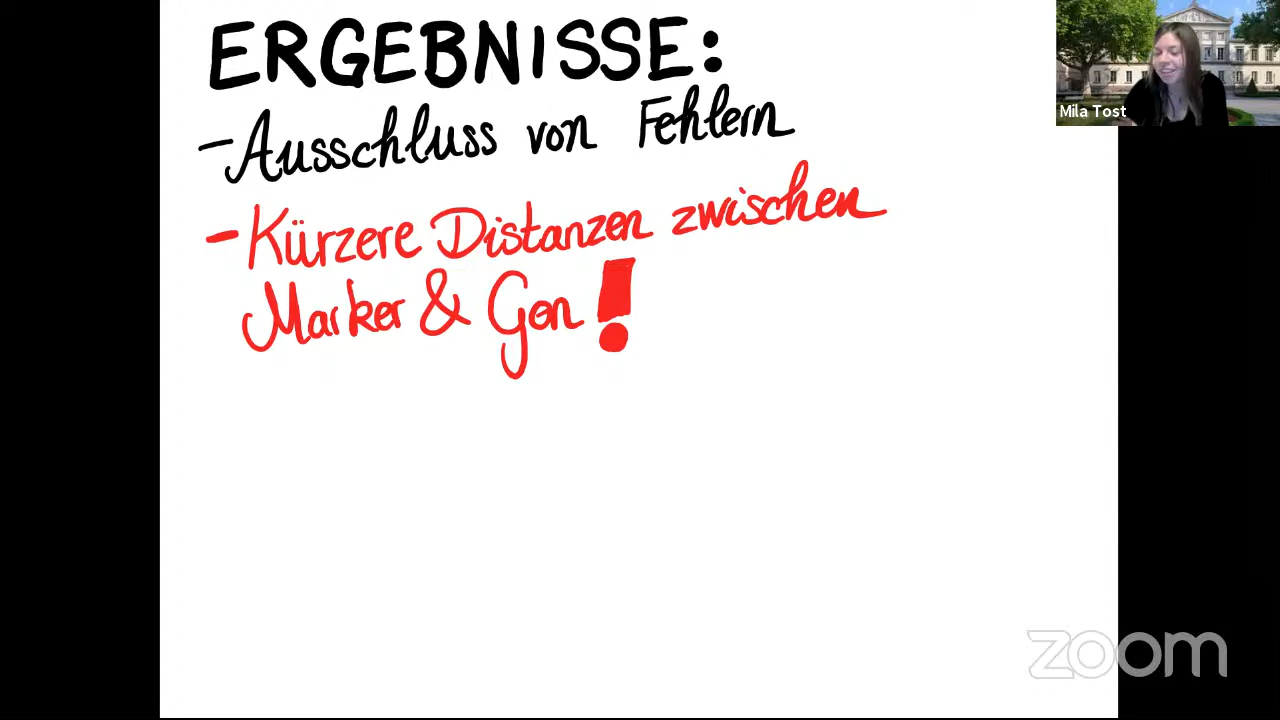 ERGEBNISSE:
- Ausschluss von Fehlern
- Kürzere Distanzen zwischen
Marker & Gen!
Mila Tost
zoom